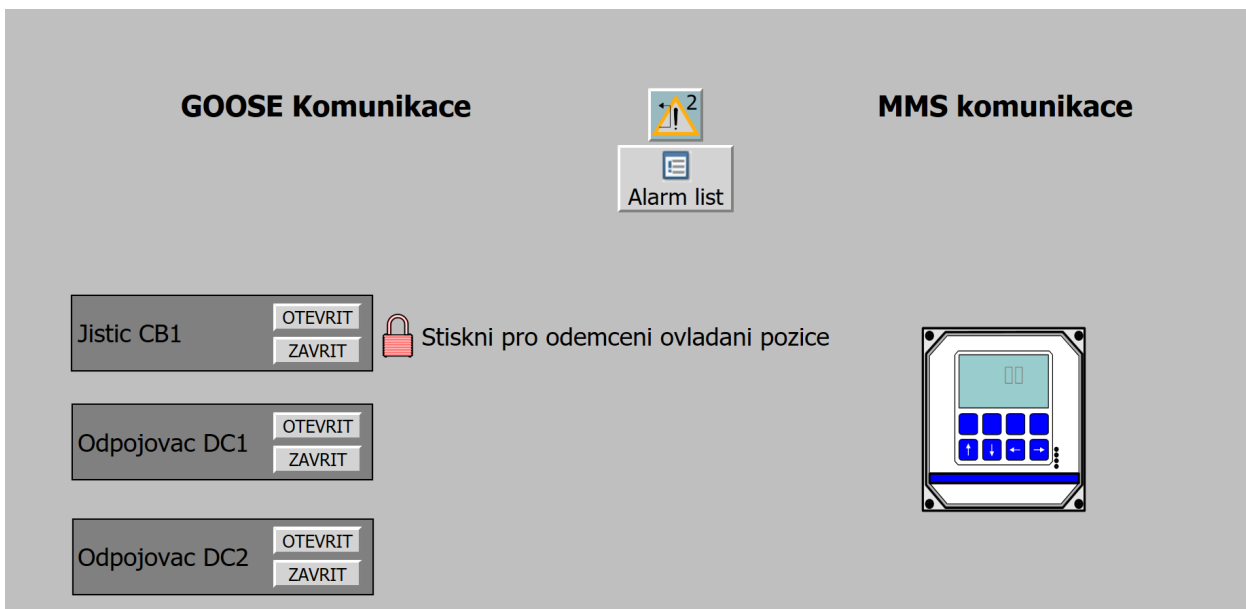 GOOSE Komunikace
2
MMS komunikace
Alarm list
Jistic CB1
OTEVRIT
ZAVRIT
Stiskni pro odemceni ovladani pozice
Odpojovac DC1
OTEVRIT
ZAVRIT
Odpojovac DC2
OTEVRIT
ZAVRIT